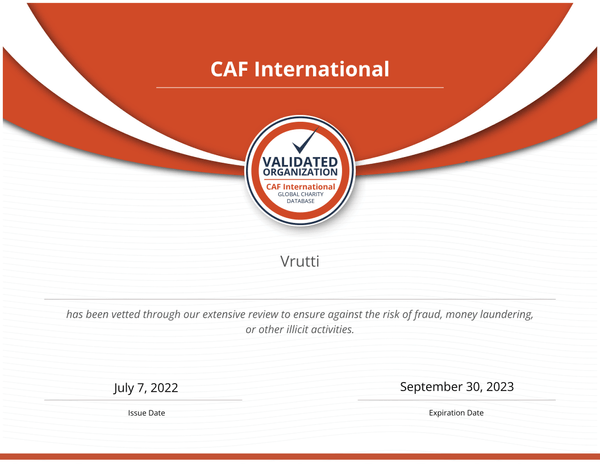 CAF International
VALIDATED
ORGANIZATION
CAF International
GLOBAL CHARITY
DATABASE
Vrutti
has been vetted through our extensive review to ensure against the risk of fraud, money laundering,
or other illicit activities.
July 7, 2022
September 30, 2023
Issue Date
Expiration Date